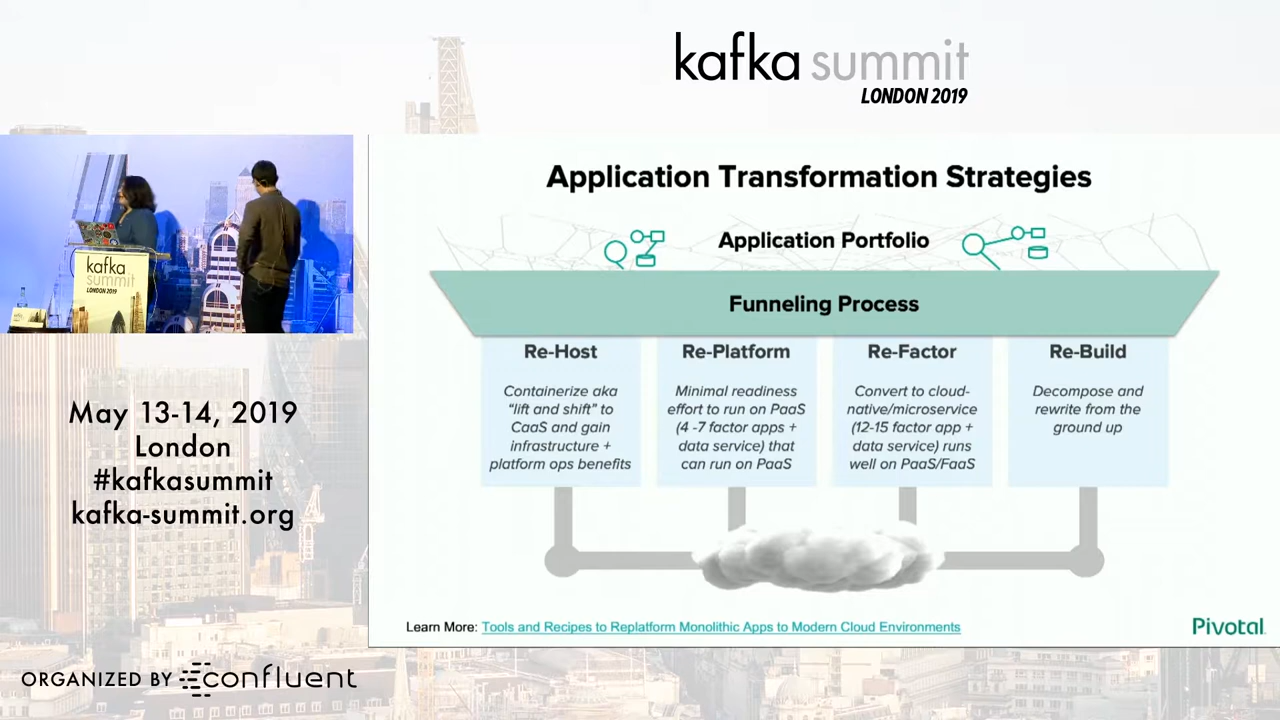 kafka summit
LONDON 2019
kafka
summit
LONDON 2019
May 13-14, 2019
London
#kafkasummit
kafka-summit.org
ORGANIZED BY confluent
Application Transformation Strategies
Application Portfolio
Funneling Process
Re-Host
Containerize aka
“lift and shift” to
CaaS and gain
infrastructure +
platform ops benefits
Re-Platform
Minimal readiness
effort to run on PaaS
(4 -7 factor apps +
data service) that
can run on PaaS
Re-Factor
Convert to cloud-
native/microservice
(12-15 factor app +
data service) runs
well on PaaS/FaaS
Re-Build
Decompose and
rewrite from the
ground up
Learn More: Tools and Recipes to Replatform Monolithic Apps to Modern Cloud Environments
Pivotal